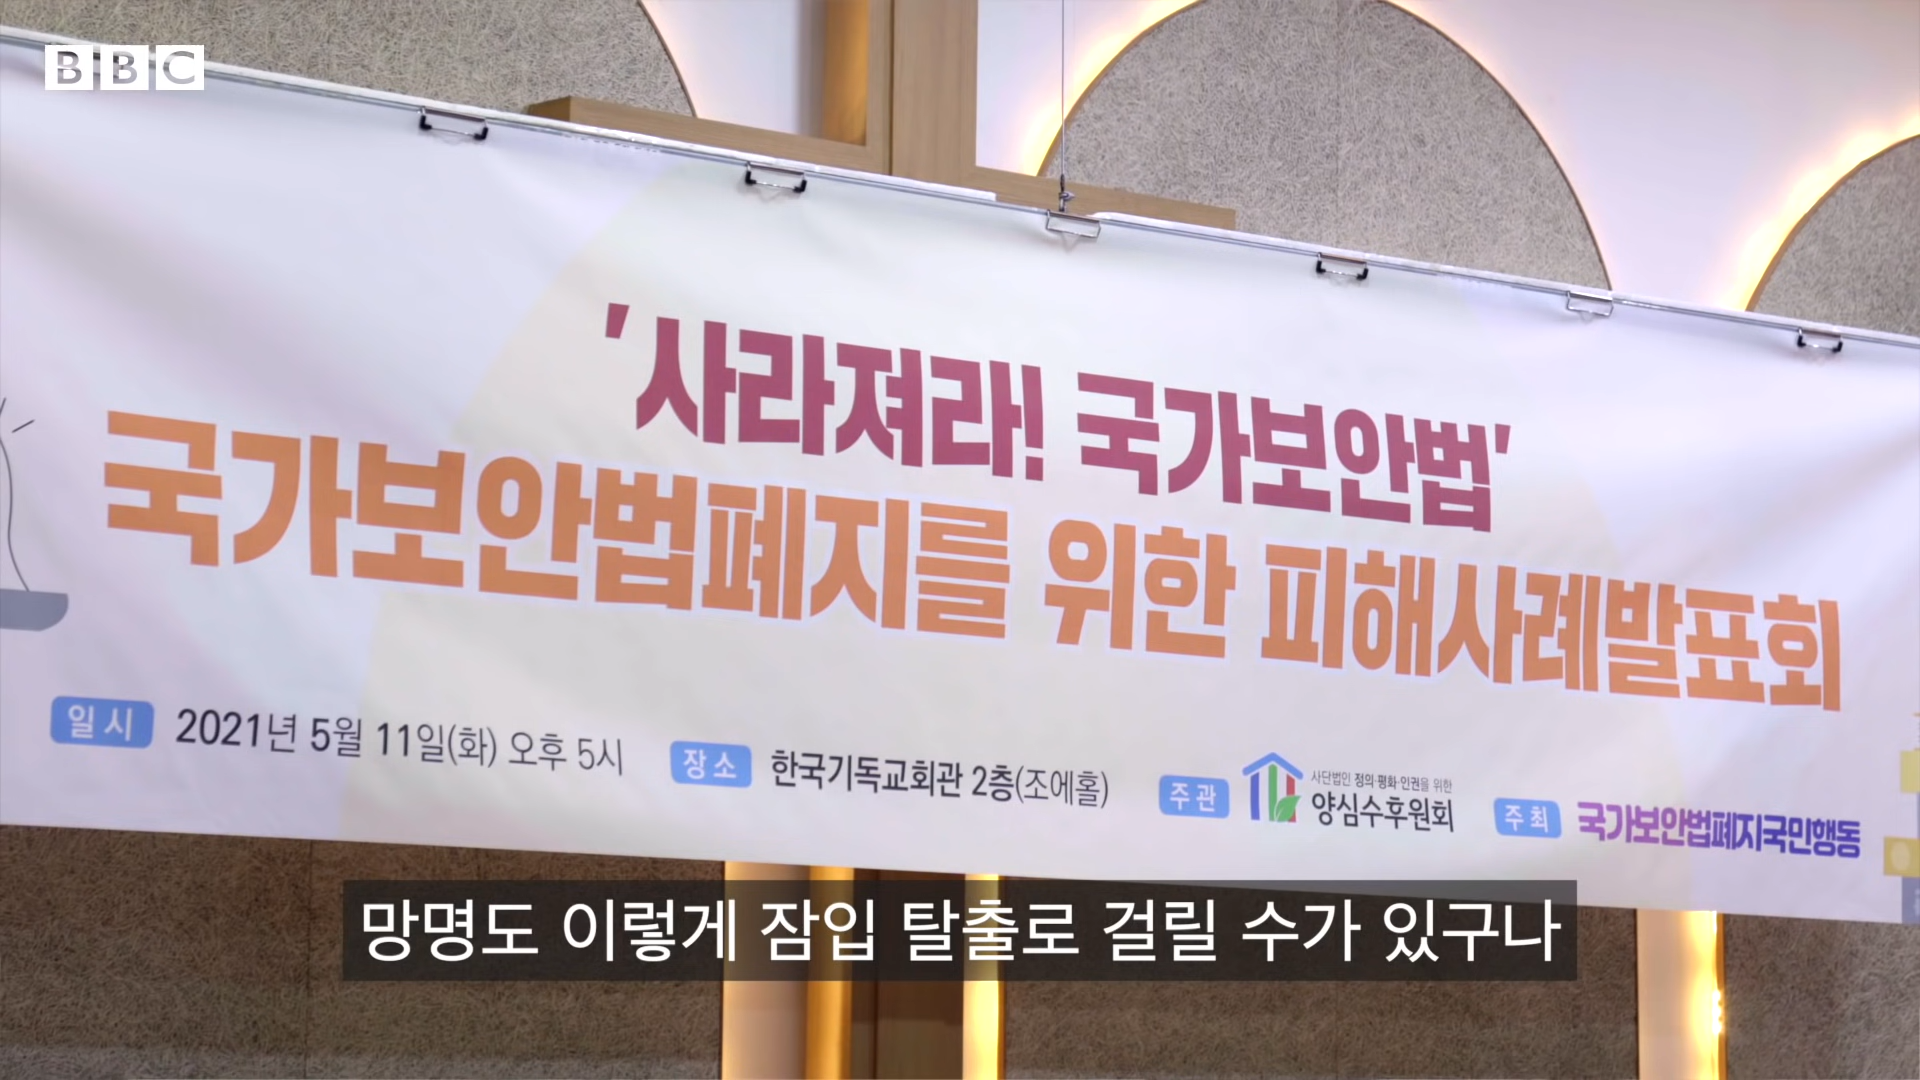 BBC
'사라져라! 국가보안법'
국가보안법폐지를 위한 피해사례발표회
일시 2021년 5월 11일(화) 오후 5시 장소 한국기독교회관 2층(조에홀) 주관 사단법인 정의·평화·인권을 위한 양심수후원회 주최 국가보안법폐지국민행동
망명도 이렇게 잠입 탈출로 걸릴 수가 있구나